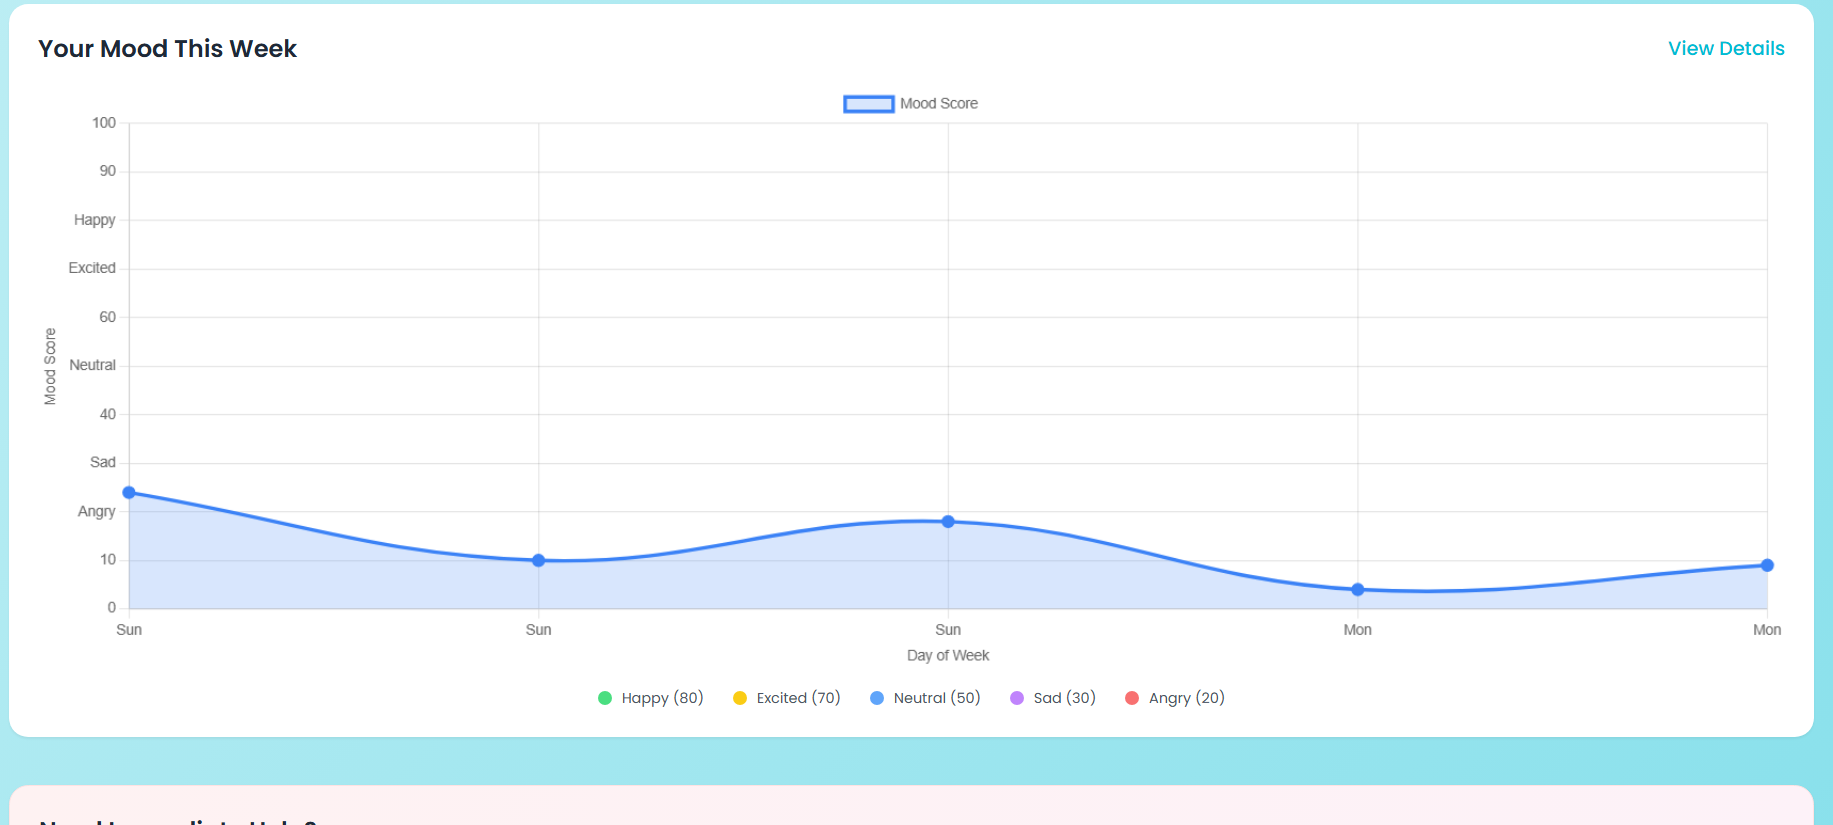 Your Mood This Week
View Details
Mood Score
100
90
Happy
Excited
60
Neutral
40
Sad
Angry
10
0
Mood Score
Sun Sun Sun Mon Mon
Day of Week
Happy (80) Excited (70) Neutral (50) Sad (30) Angry (20)